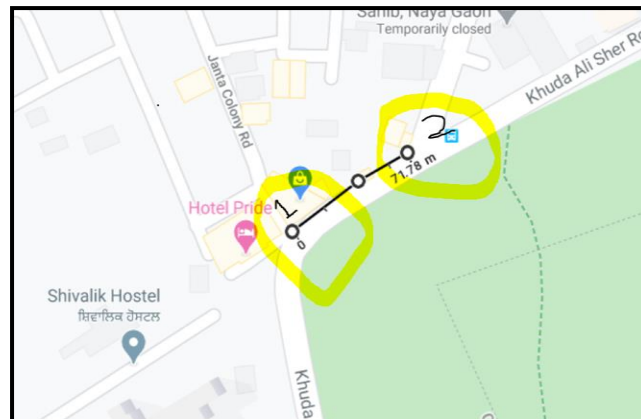 Sahib, Naya Gaon
Temporarily closed
Khuda Ali Sher Ro
Janta Colony Rd
2
71.78 m
1
Hotel Pride
0
Shivalik Hostel
ਸ਼ਿਵਾਲਿਕ ਹੋਸਟਲ
Khuda